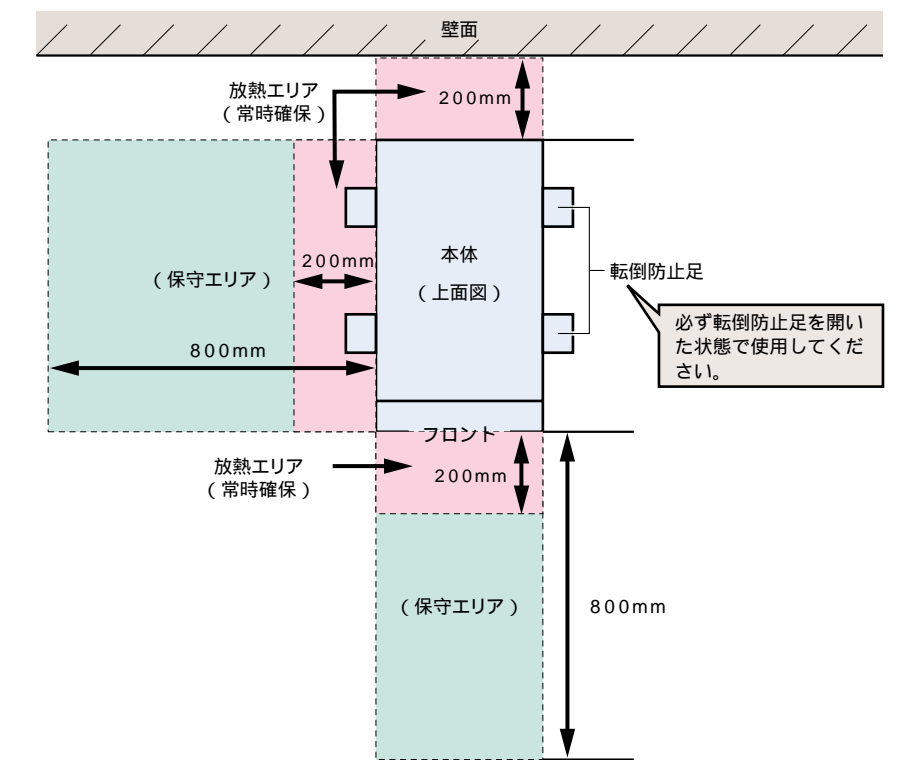 壁面
放熱エリア
(常時確保)
200mm
200mm
(保守エリア)
本体
(上面図)
転倒防止足
必ず転倒防止足を開い
た状態で使用してくだ
さい。
800mm
フロント
放熱エリア
(常時確保)
200mm
(保守エリア)
800mm